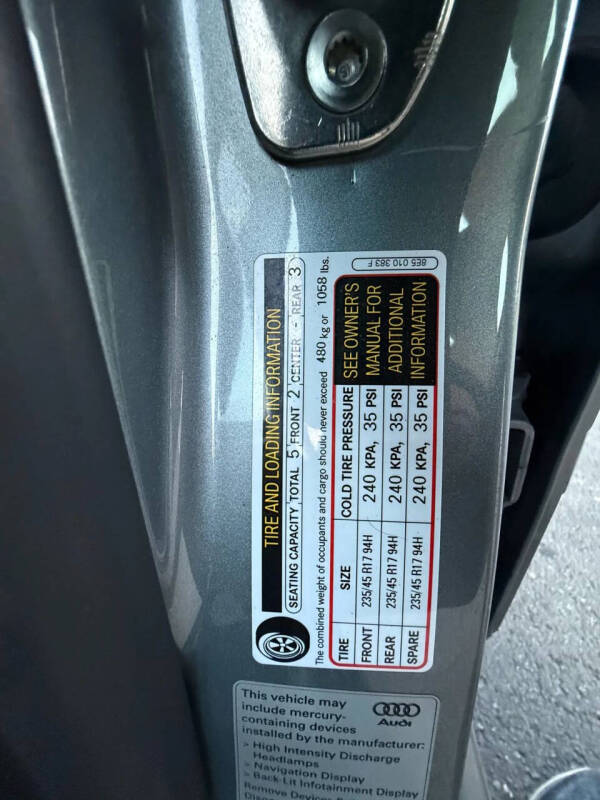 TIRE AND LOADING INFORMATION
SEATING CAPACITY TOTAL 5 FRONT 2 CENTER - REAR 3
The combined weight of occupants and cargo should never exceed 480 kg or 1058 lbs.
TIRE SIZE COLD TIRE PRESSURE
FRONT 235/45 R17 94H 240 KPA, 35 PSI
REAR 235/45 R17 94H 240 KPA, 35 PSI
SPARE 235/45 R17 94H 240 KPA, 35 PSI
SEE OWNER'S
MANUAL FOR
ADDITIONAL
INFORMATION
8E5 010 383 F
This vehicle may
include mercury-
containing devices
installed by the manufacturer:
> High Intensity Discharge
Headlamps
> Navigation Display
> Back-Lit Infotainment Display
Remove Devices
Audi